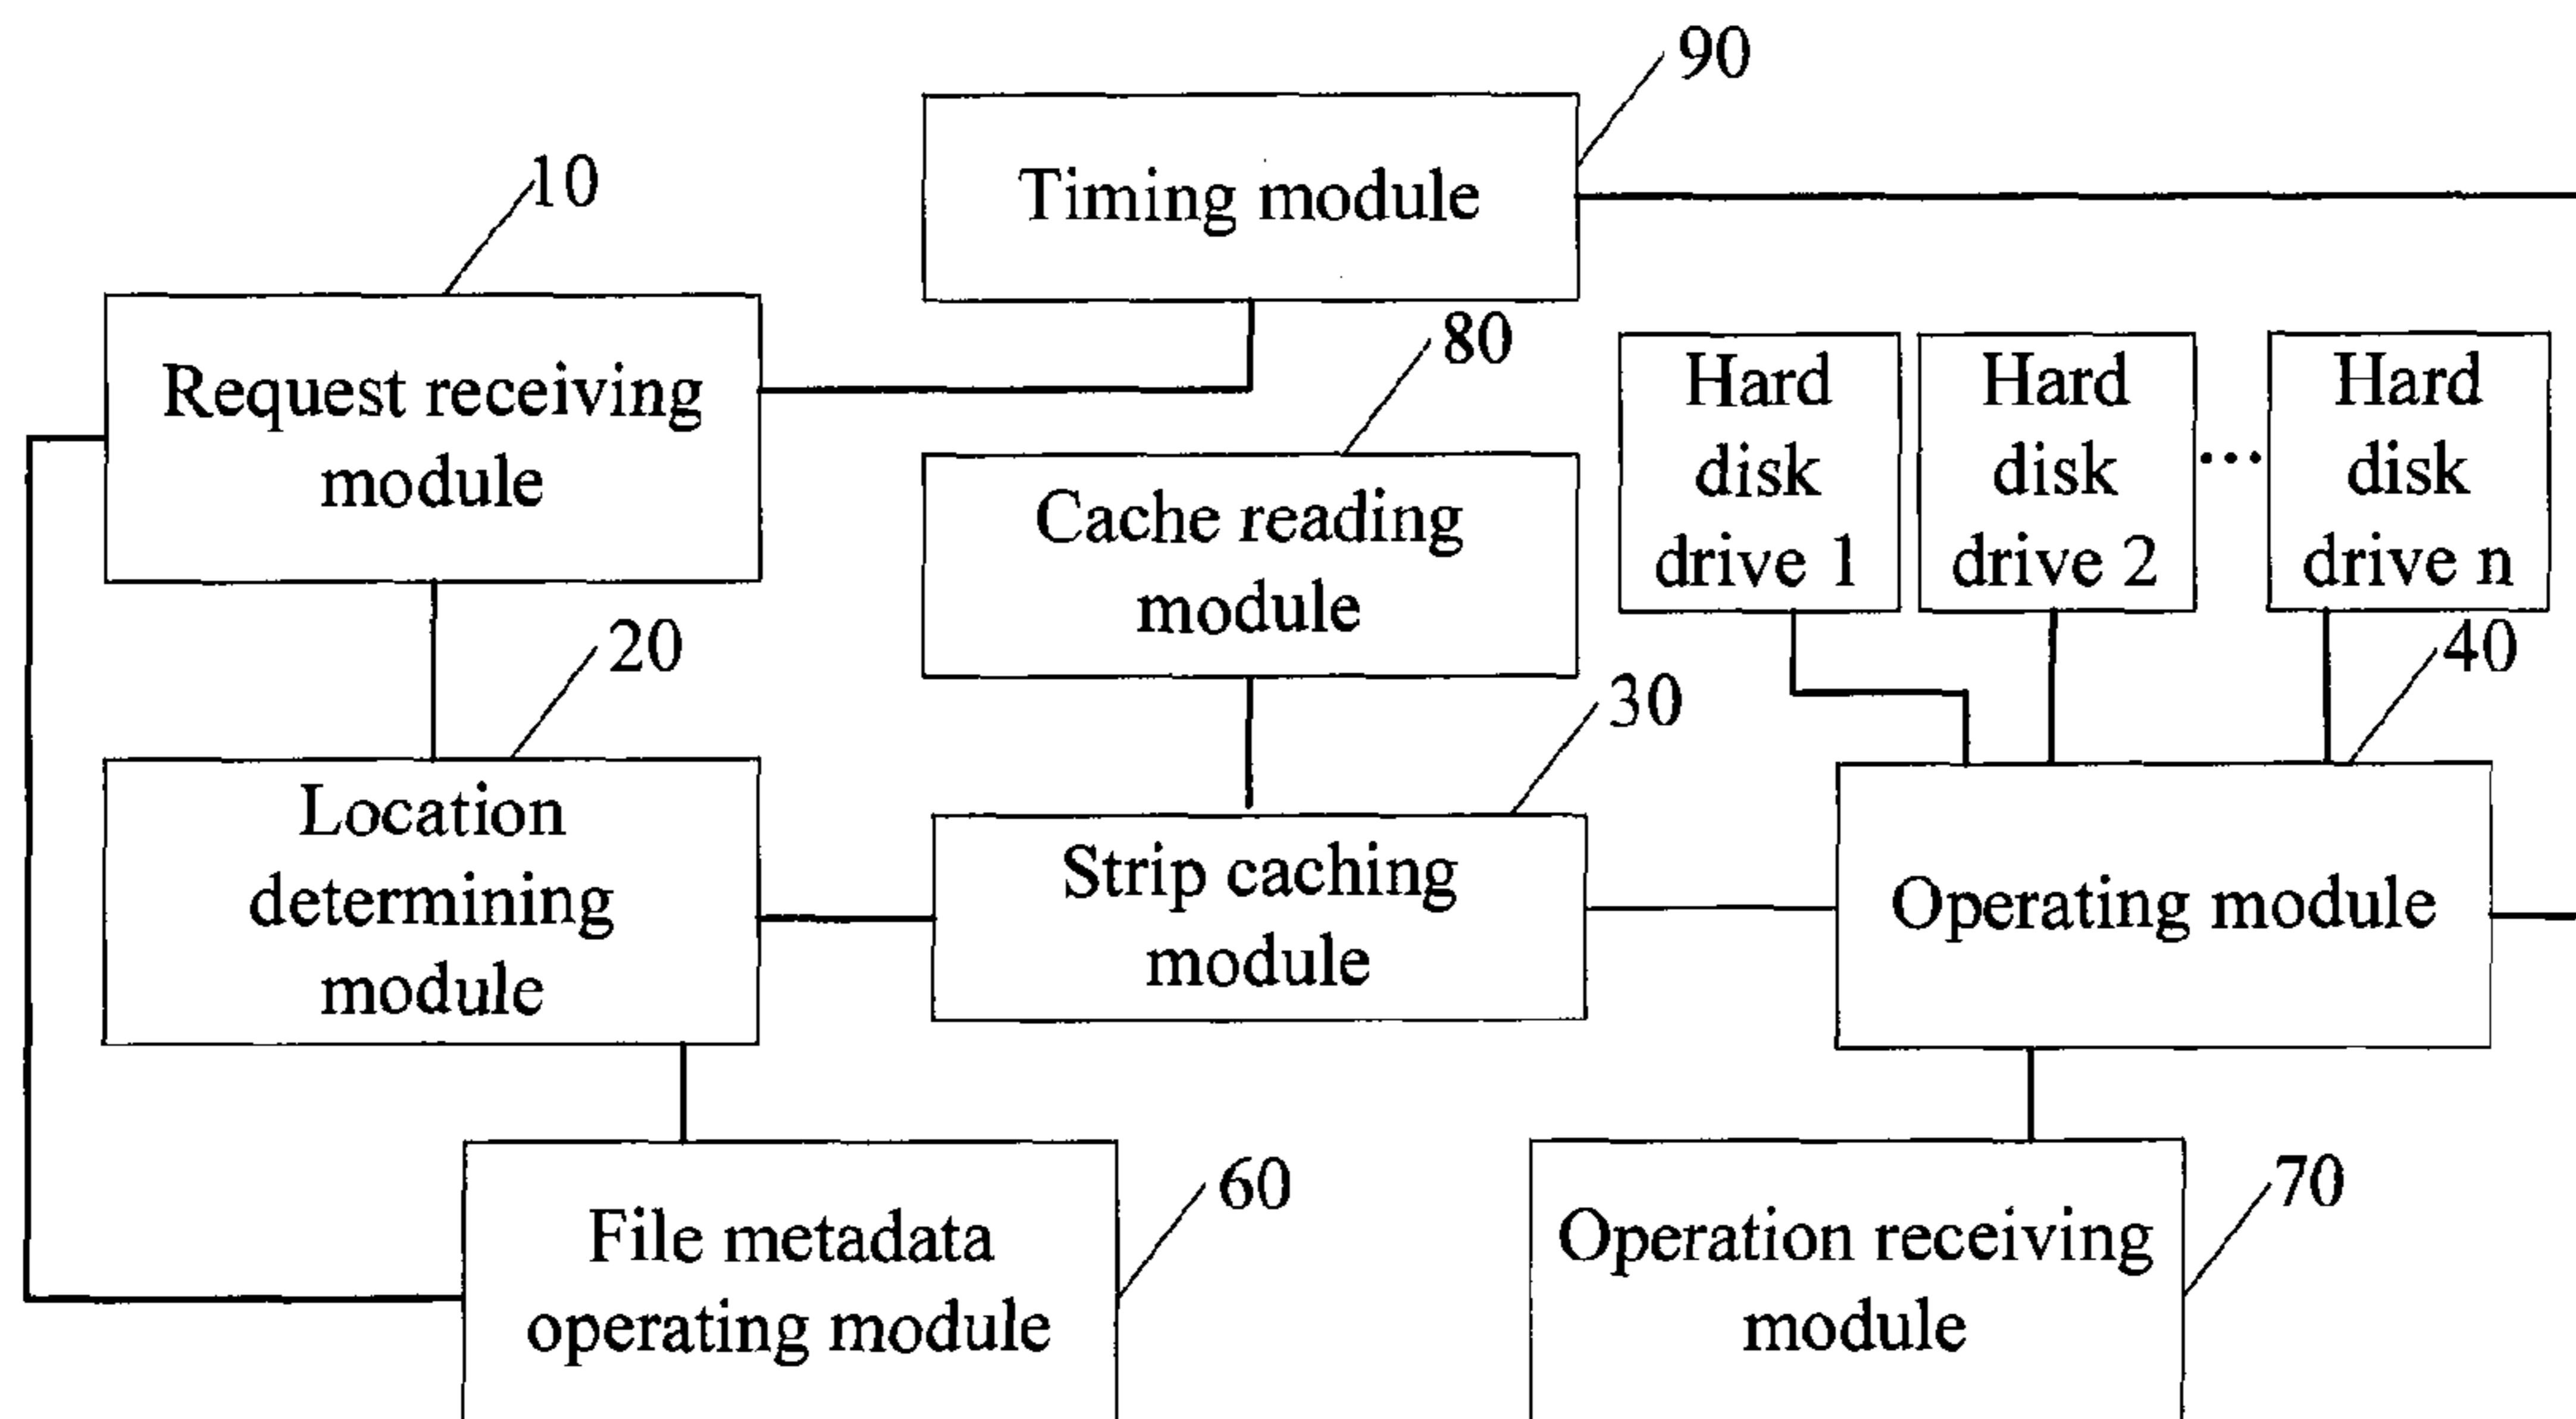 90
Timing module
10
Request receiving
module
80
Cache reading
module
Hard
disk
drive 1
Hard
disk
drive 2
...
Hard
disk
drive n
20
Location
determining
module
30
Strip caching
module
40
Operating module
60
File metadata
operating module
70
Operation receiving
module